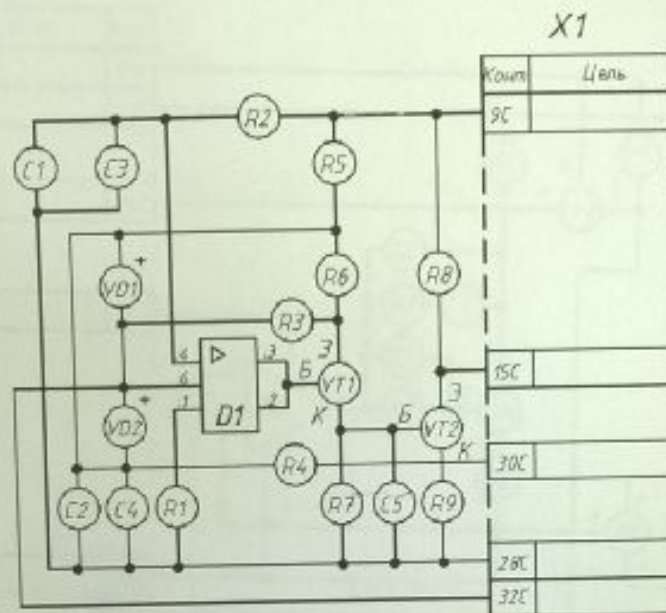 X1
Конт Цепь
9С
R2
C1 C3 R5
+
VD1 R6 R8
R3
4 3 Э
6 Б VT1 15С
1 2 К Э
D1
+
VD2 Б VT2
R4 К 30С
C2 C4 R1 R7 C5 R9
28С
32С